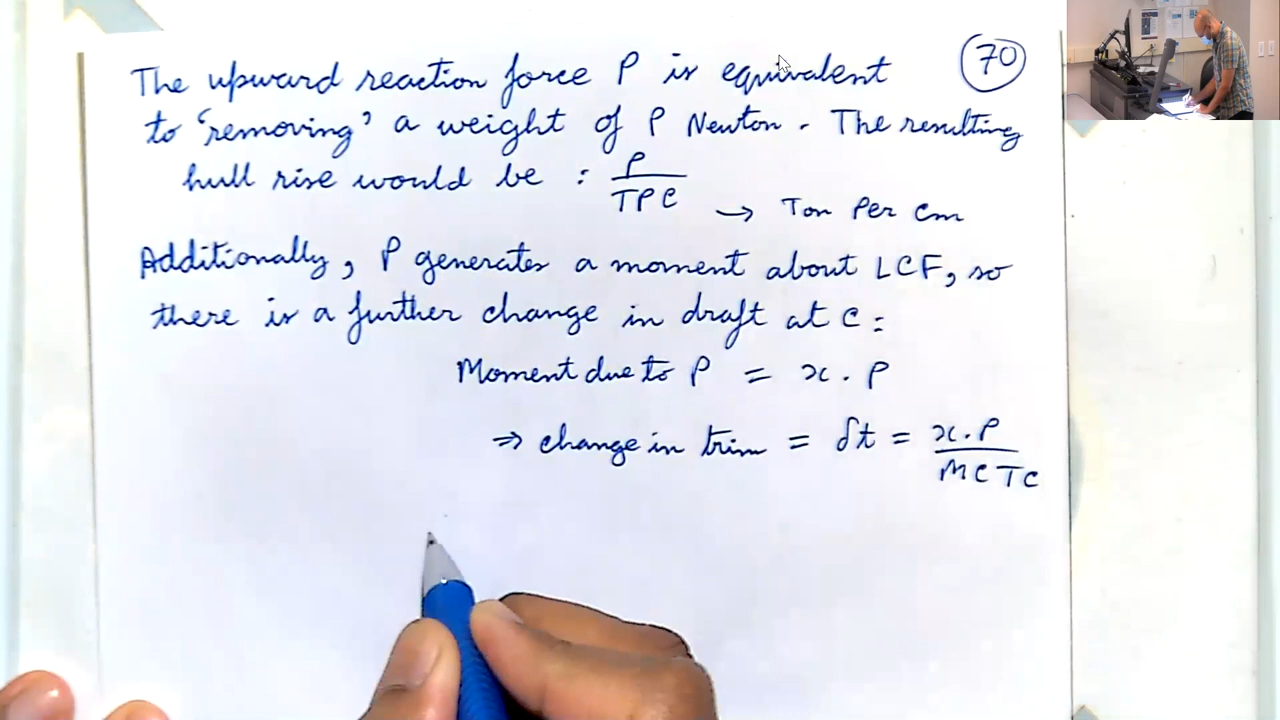 The upward reaction force P is equivalent
70
to 'removing' a weight of P Newton. The resulting
hull rise would be : P / TPC
→ Ton Per Cm
Additionally, P generates a moment about LCF, so
there is a further change in draft at C :
Moment due to P = x . P
⇒ change in trim = δt = x.P / MCTC